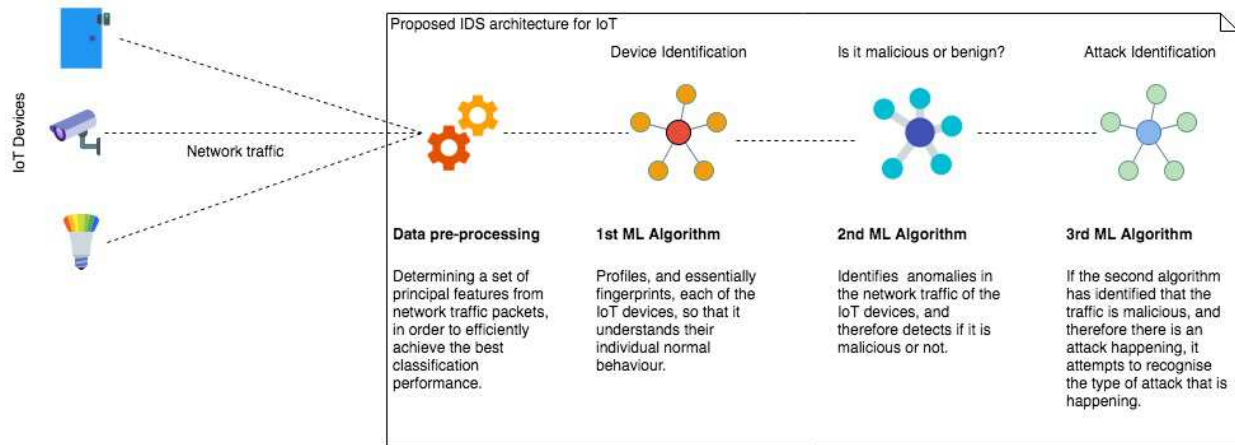 Proposed IDS architecture for IoT
IoT Devices
Network traffic
Device Identification
Is it malicious or benign?
Attack Identification
Data pre-processing
Determining a set of
principal features from
network traffic packets,
in order to efficiently
achieve the best
classification
performance.
1st ML Algorithm
Profiles, and essentially
fingerprints, each of the
IoT devices, so that it
understands their
individual normal
behaviour.
2nd ML Algorithm
Identifies anomalies in
the network traffic of the
IoT devices, and
therefore detects if it is
malicious or not.
3rd ML Algorithm
If the second algorithm
has identified that the
traffic is malicious, and
therefore there is an
attack happening, it
attempts to recognise
the type of attack that is
happening.